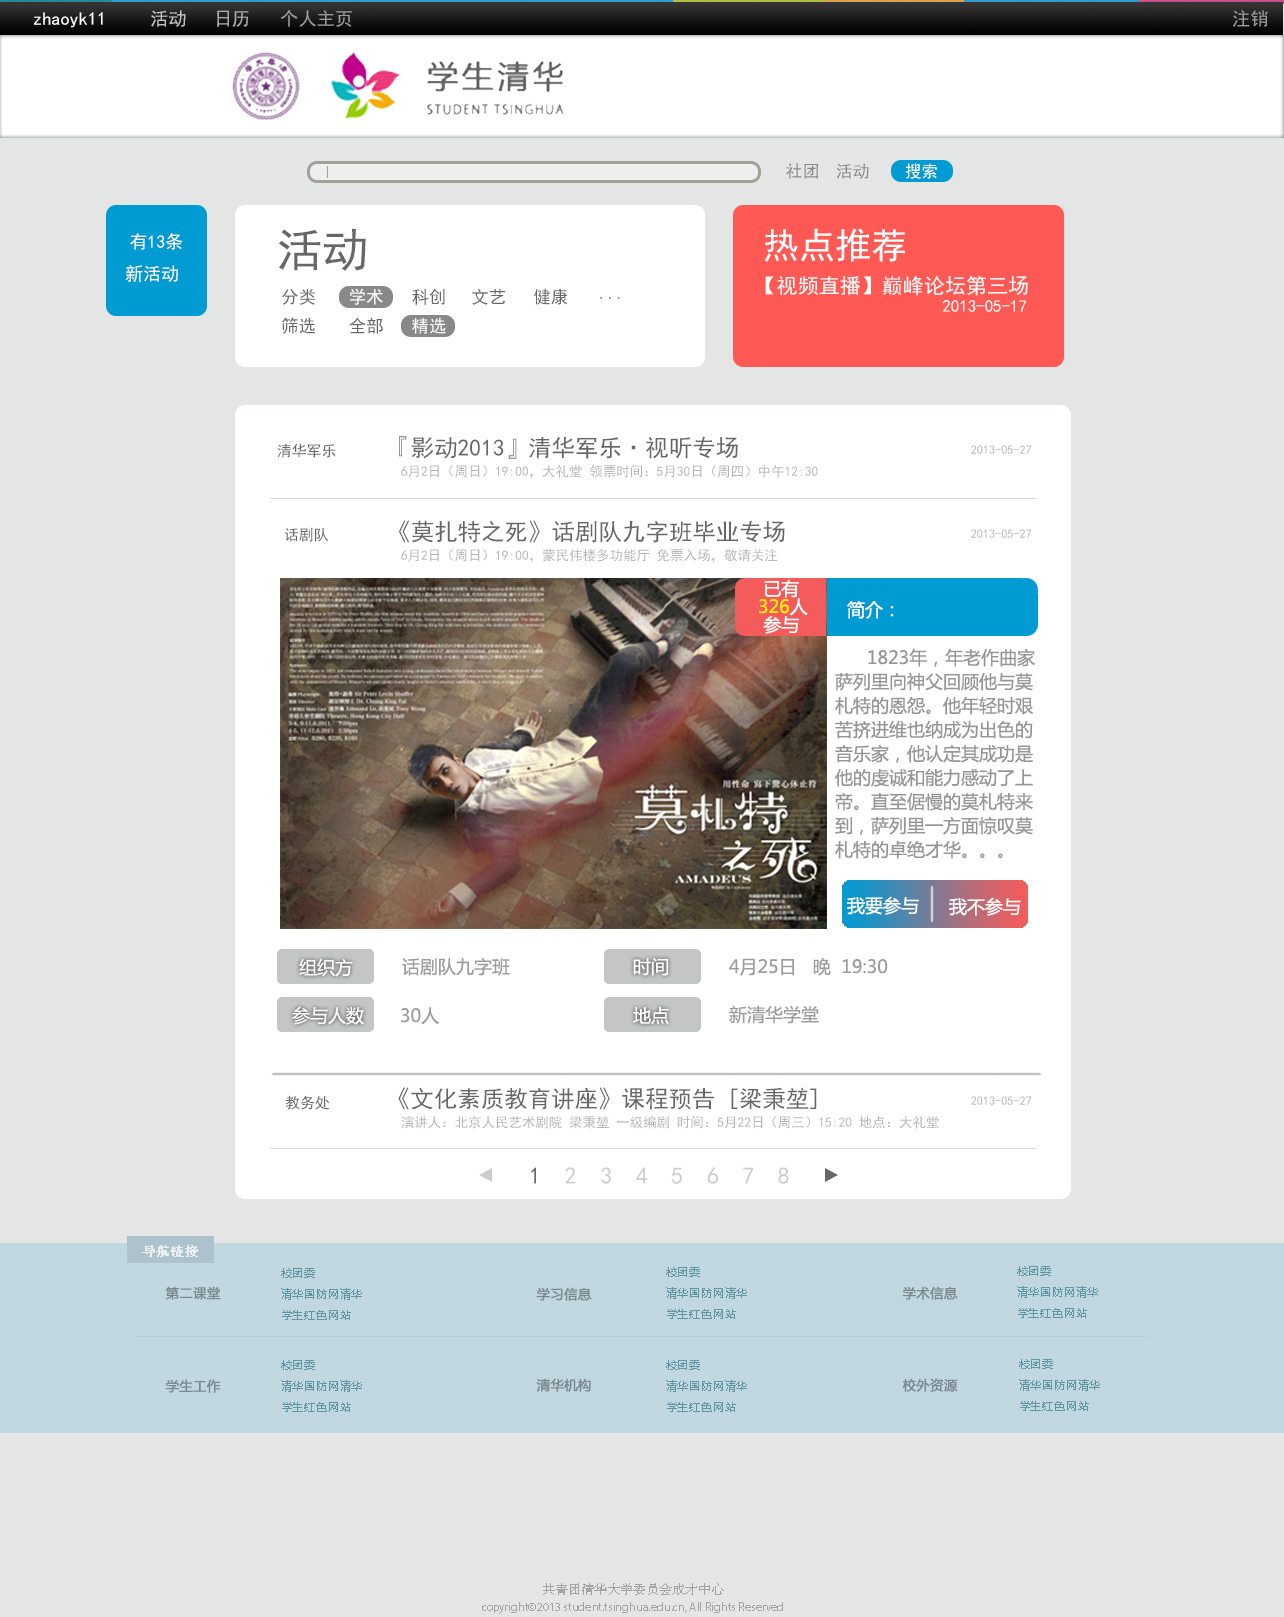 zhaoyk11 活动 日历 个人主页 注销
学生清华
STUDENT TSINGHUA
社团 活动 搜索
有13条
新活动
活动
分类 学术 科创 文艺 健康 ...
筛选 全部 精选
热点推荐
【视频直播】巅峰论坛第三场
2013-05-17
清华军乐 『影动2013』清华军乐·视听专场 2013-05-27
6月2日（周日）19:00，大礼堂 领票时间：5月30日（周四）中午12:30
话剧队 《莫扎特之死》话剧队九字班毕业专场 2013-05-27
6月2日（周日）19:00，蒙民伟楼多功能厅 免票入场，敬请关注
已有
326人
参与
简介：
1823年，年老作曲家
萨列里向神父回顾他与莫
札特的恩怨。他年轻时艰
苦挤进维也纳成为出色的
音乐家，他认定其成功是
他的虔诚和能力感动了上
帝。直至倨慢的莫札特来
到，萨列里一方面惊叹莫
札特的卓绝才华。。。
用性命 寫下驚心休止符
莫札特
之死
AMADEUS
我要参与 我不参与
组织方 话剧队九字班 时间 4月25日 晚 19:30
参与人数 30人 地点 新清华学堂
教务处 《文化素质教育讲座》课程预告［梁秉堃］ 2013-05-27
演讲人：北京人民艺术剧院 梁秉堃 一级编剧 时间：5月22日（周三）15:20 地点：大礼堂
1 2 3 4 5 6 7 8
导航链接
第二课堂
校团委
清华国防网清华
学生红色网站
学习信息
校团委
清华国防网清华
学生红色网站
学术信息
校团委
清华国防网清华
学生红色网站
学生工作
校团委
清华国防网清华
学生红色网站
清华机构
校团委
清华国防网清华
学生红色网站
校外资源
校团委
清华国防网清华
学生红色网站
共青团清华大学委员会成才中心
copyright©2013 student.tsinghua.edu.cn, All Rights Reserved